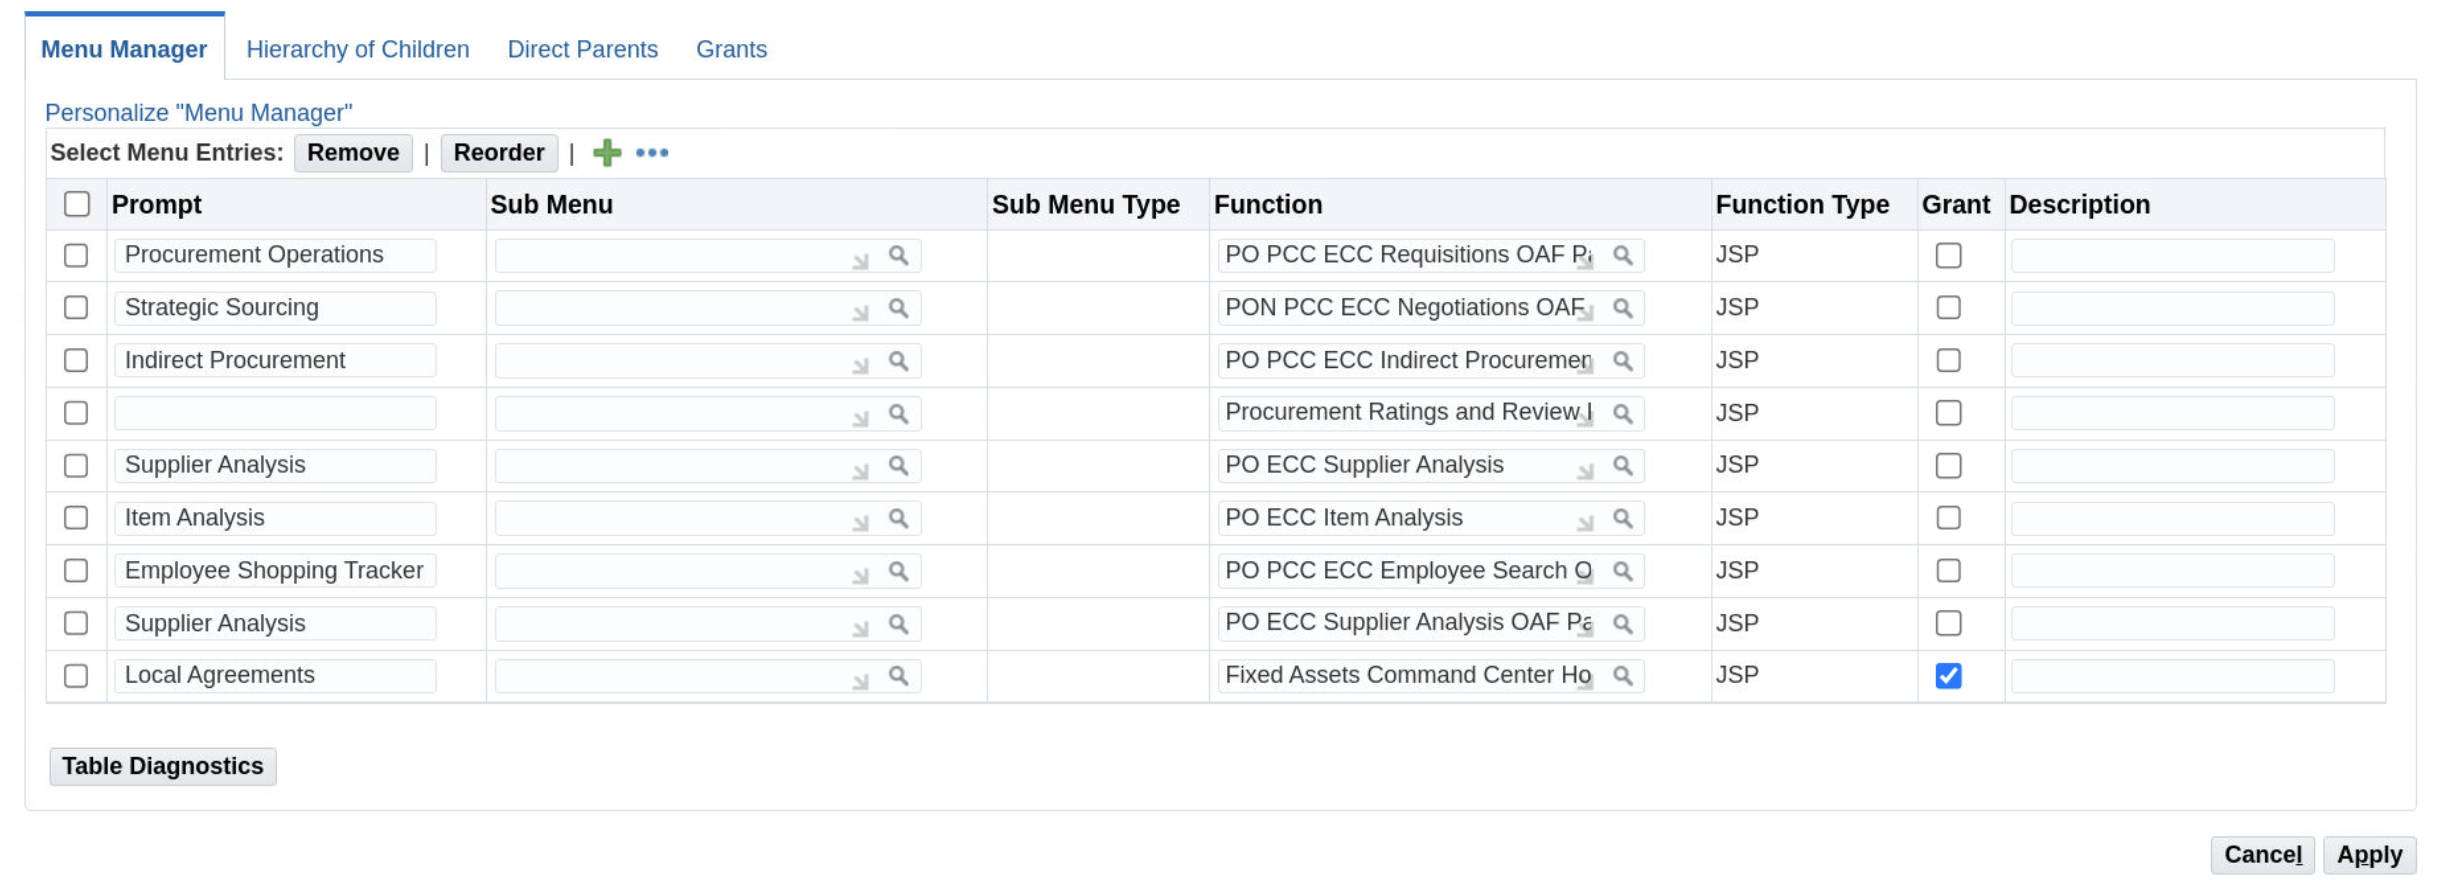 Menu Manager Hierarchy of Children Direct Parents Grants
Personalize "Menu Manager"
Select Menu Entries: Remove | Reorder |
Prompt Sub Menu Sub Menu Type Function Function Type Grant Description
Procurement Operations PO PCC ECC Requisitions OAF JSP
Strategic Sourcing PON PCC ECC Negotiations OAF JSP
Indirect Procurement PO PCC ECC Indirect JSP
Procurement Ratings and Review JSP
Supplier Analysis PO ECC Supplier Analysis JSP
Item Analysis PO ECC Item Analysis JSP
Employee Shopping Tracker PO PCC ECC Employee Search JSP
Supplier Analysis PO ECC Supplier Analysis OAF JSP
Local Agreements Fixed Assets Command Center Ho JSP
Table Diagnostics
Cancel Apply